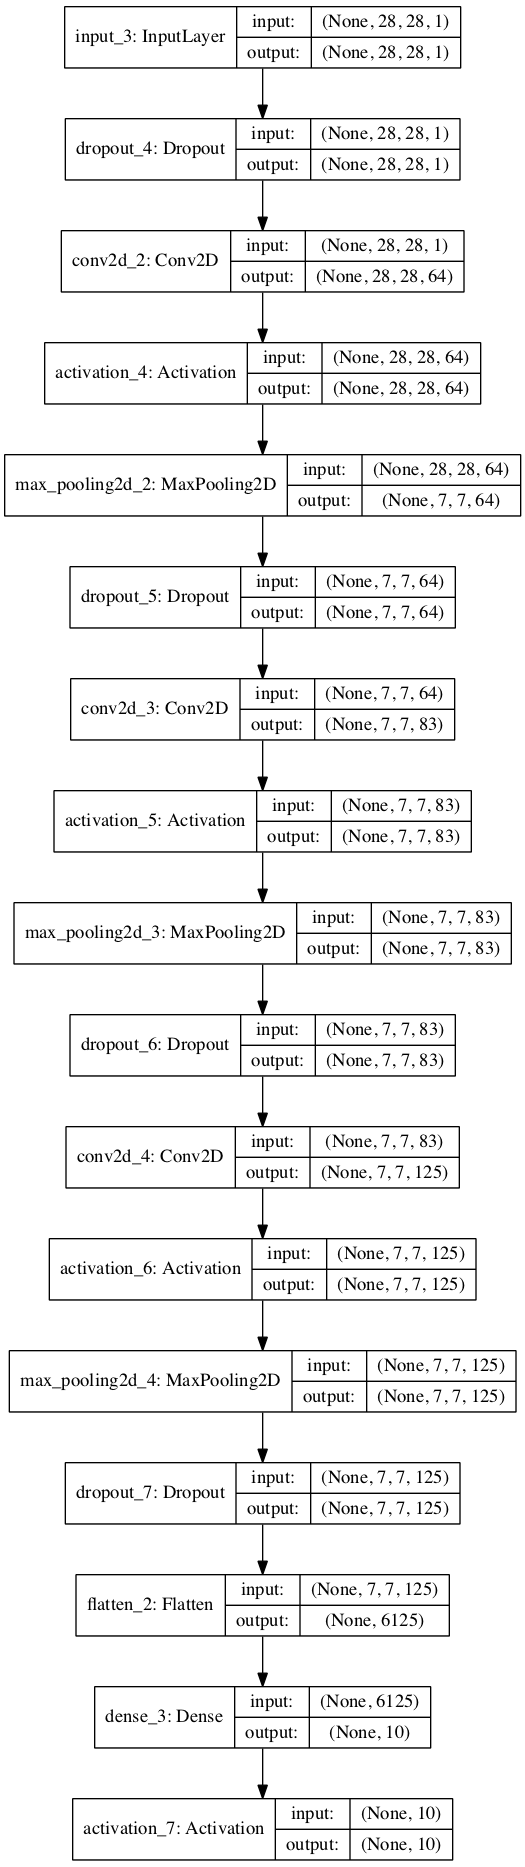 input_3: InputLayer
input: (None, 28, 28, 1)
output: (None, 28, 28, 1)
dropout_4: Dropout
input: (None, 28, 28, 1)
output: (None, 28, 28, 1)
conv2d_2: Conv2D
input: (None, 28, 28, 1)
output: (None, 28, 28, 64)
activation_4: Activation
input: (None, 28, 28, 64)
output: (None, 28, 28, 64)
max_pooling2d_2: MaxPooling2D
input: (None, 28, 28, 64)
output: (None, 7, 7, 64)
dropout_5: Dropout
input: (None, 7, 7, 64)
output: (None, 7, 7, 64)
conv2d_3: Conv2D
input: (None, 7, 7, 64)
output: (None, 7, 7, 83)
activation_5: Activation
input: (None, 7, 7, 83)
output: (None, 7, 7, 83)
max_pooling2d_3: MaxPooling2D
input: (None, 7, 7, 83)
output: (None, 7, 7, 83)
dropout_6: Dropout
input: (None, 7, 7, 83)
output: (None, 7, 7, 83)
conv2d_4: Conv2D
input: (None, 7, 7, 83)
output: (None, 7, 7, 125)
activation_6: Activation
input: (None, 7, 7, 125)
output: (None, 7, 7, 125)
max_pooling2d_4: MaxPooling2D
input: (None, 7, 7, 125)
output: (None, 7, 7, 125)
dropout_7: Dropout
input: (None, 7, 7, 125)
output: (None, 7, 7, 125)
flatten_2: Flatten
input: (None, 7, 7, 125)
output: (None, 6125)
dense_3: Dense
input: (None, 6125)
output: (None, 10)
activation_7: Activation
input: (None, 10)
output: (None, 10)